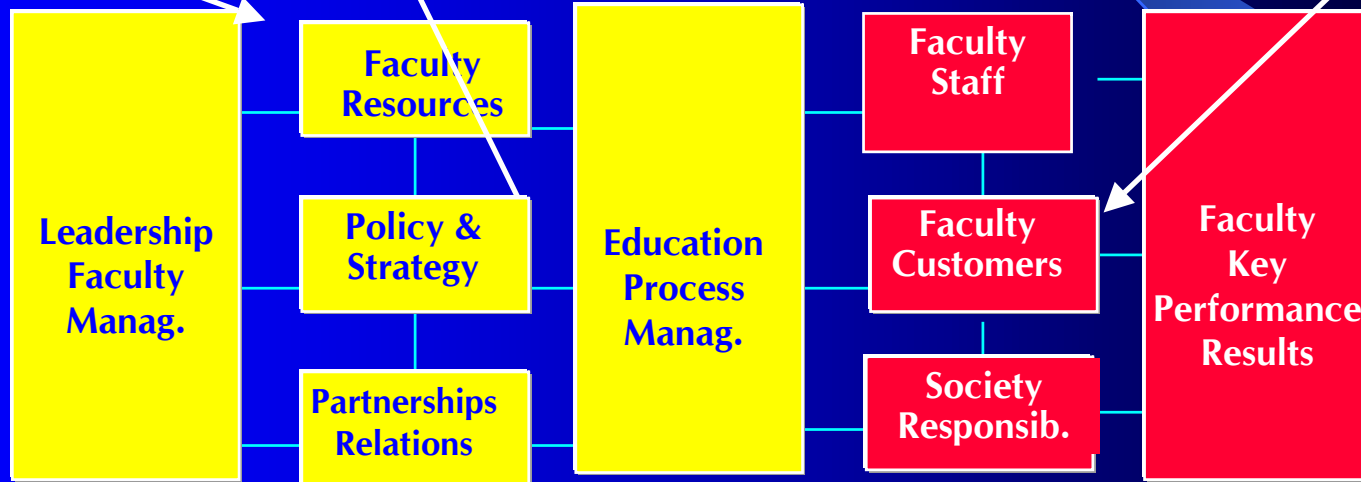 Leadership
Faculty
Manag.
Faculty
Resources
Policy &
Strategy
Partnerships
Relations
Education
Process
Manag.
Faculty
Staff
Faculty
Customers
Society
Responsib.
Faculty
Key
Performance
Results